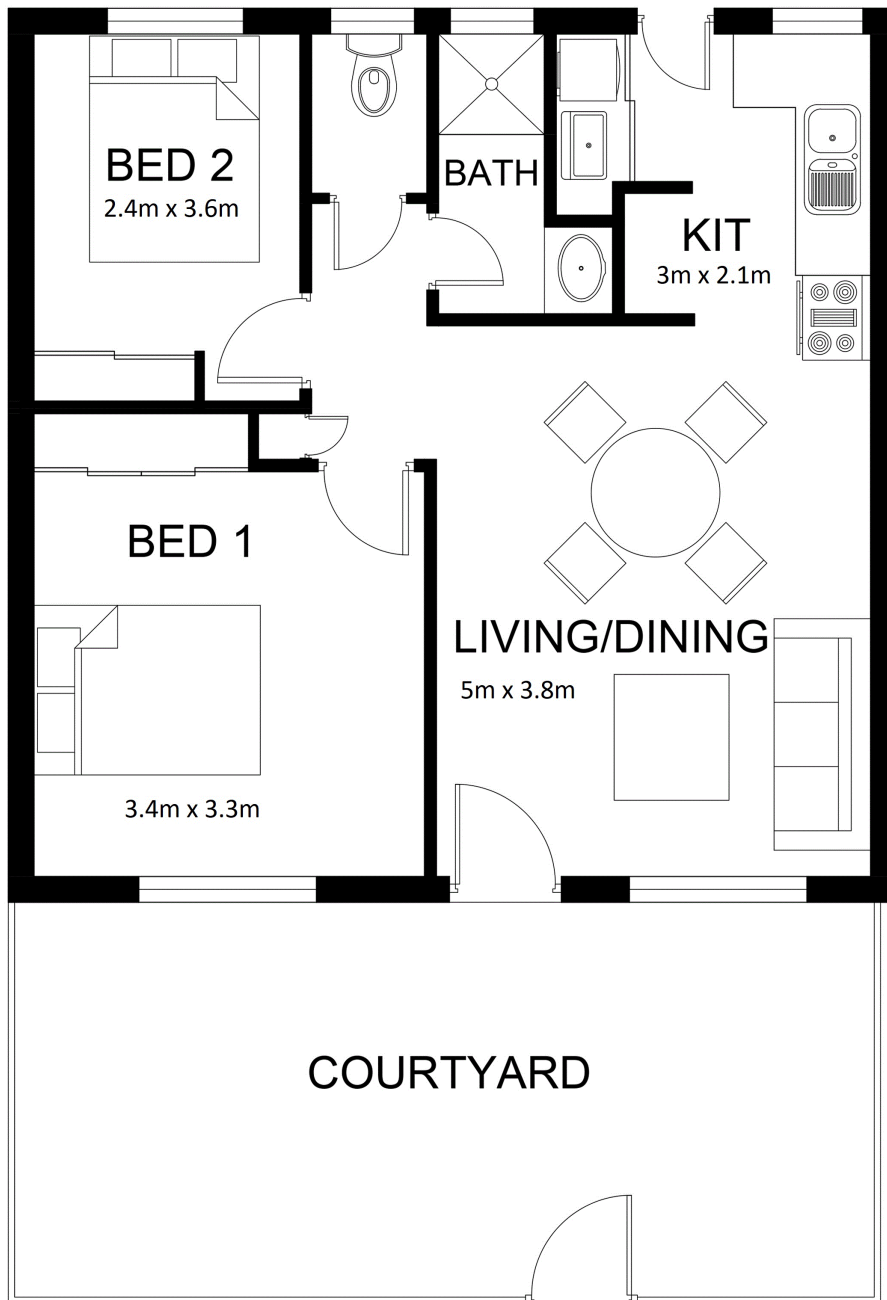 BED 2
2.4m x 3.6m
BATH
KIT
3m x 2.1m
BED 1
3.4m x 3.3m
LIVING/DINING
5m x 3.8m
COURTYARD